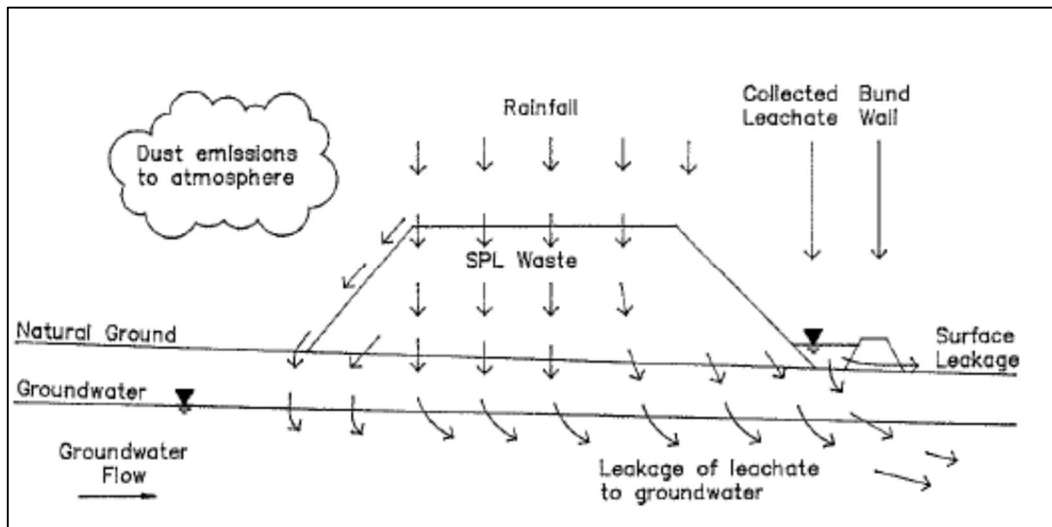 Dust emissions
to atmosphere
Rainfall
Collected
Leachate
Bund
Wall
SPL Waste
Natural Ground
Surface
Leakage
Groundwater
Groundwater
Flow
Leakage of leachate
to groundwater